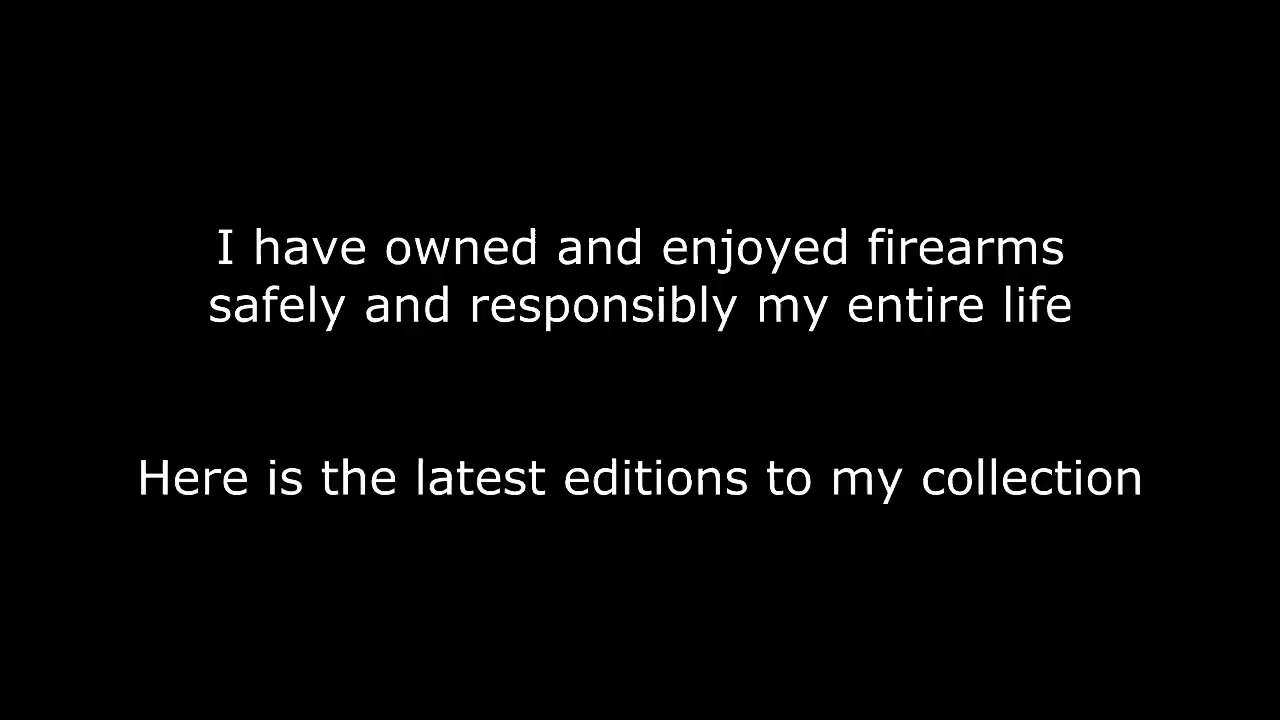 I have owned and enjoyed firearms
safely and responsibly my entire life
Here is the latest editions to my collection